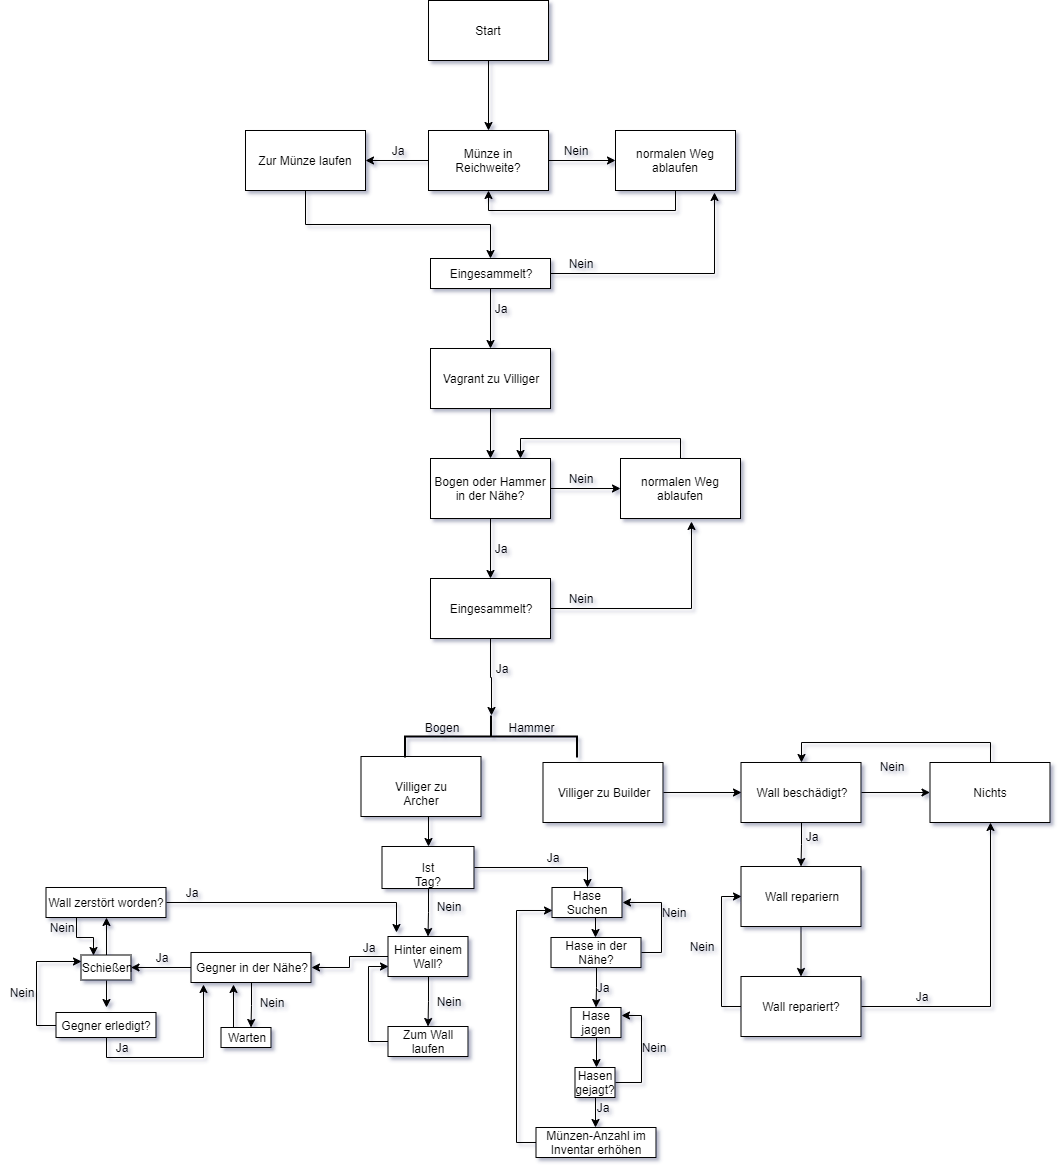 Start
Zur Münze laufen
Ja
Münze in
Reichweite?
Nein
normalen Weg
ablaufen
Eingesammelt?
Nein
Ja
Vagrant zu Villiger
Bogen oder Hammer
in der Nähe?
Nein
normalen Weg
ablaufen
Ja
Eingesammelt?
Nein
Ja
Bogen
Hammer
Villiger zu
Archer
Villiger zu Builder
Wall beschädigt?
Nein
Nichts
Ja
Wall repariern
Nein
Wall repariert?
Ja
Ist
Tag?
Ja
Nein
Hase
Suchen
Nein
Hase in der
Nähe?
Ja
Hase
jagen
Nein
Hasen
gejagt?
Ja
Münzen-Anzahl im
Inventar erhöhen
Hinter einem
Wall?
Nein
Zum Wall
laufen
Ja
Gegner in der Nähe?
Nein
Warten
Ja
Wall zerstört worden?
Ja
Nein
Schießen
Nein
Gegner erledigt?
Ja